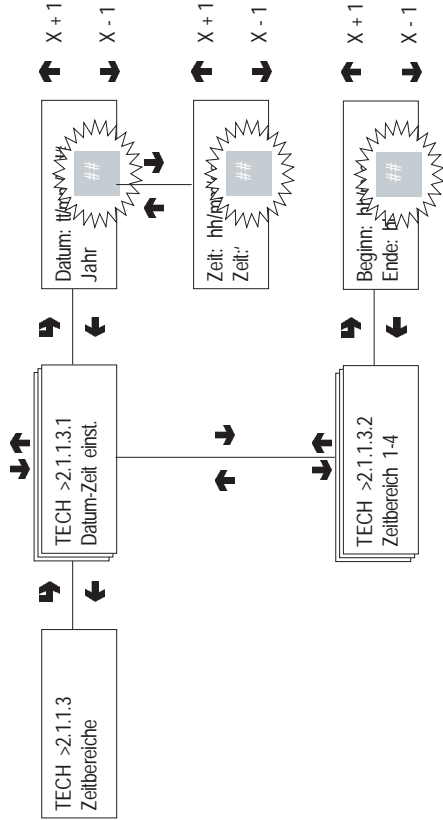 TECH >2.1.1.3
Zeitbereiche
TECH >2.1.1.3.1
Datum-Zeit einst.
Datum:
##
Jahr
X + 1
X - 1
Zeit:
##
Zeit:
X + 1
X - 1
TECH >2.1.1.3.2
Zeitbereich 1-4
Beginn:
##
Ende:
X + 1
X - 1